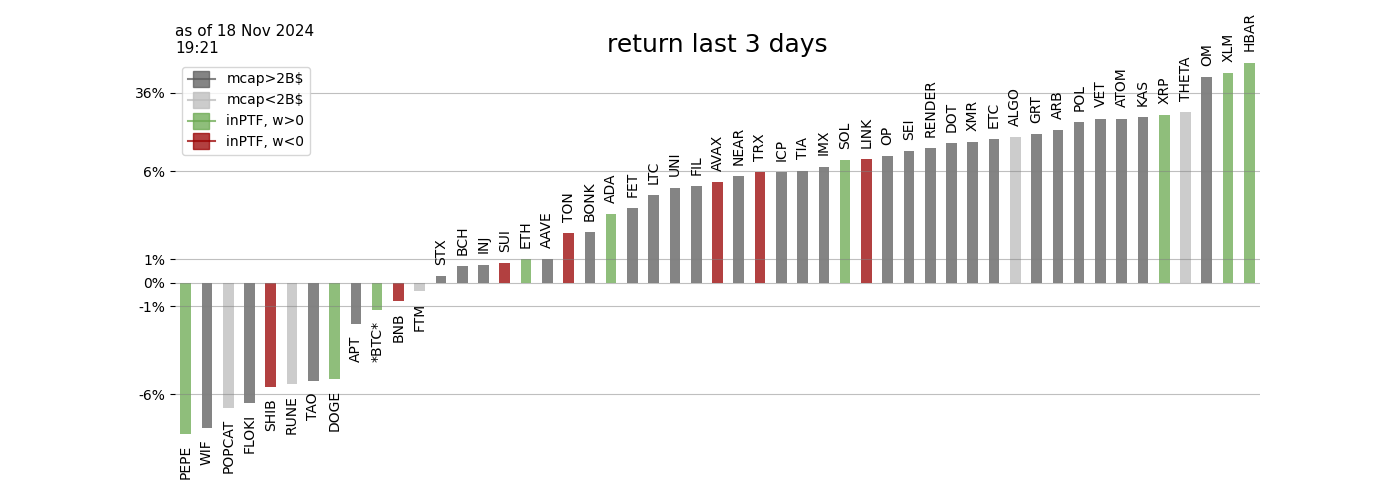 as of 18 Nov 2024
19:21
return last 3 days
mcap>2B$
mcap<2B$
inPTF, w>0
inPTF, w<0
36%
6%
1%
0%
-1%
-6%
PEPE
WIF
POPCAT
FLOKI
SHIB
RUNE
TAO
DOGE
APT
*BTC*
BNB
FTM
STX
BCH
INJ
SUI
ETH
AAVE
TON
BONK
ADA
FET
LTC
UNI
FIL
AVAX
NEAR
TRX
ICP
TIA
IMX
SOL
LINK
OP
SEI
RENDER
DOT
XMR
ETC
ALGO
GRT
ARB
POL
VET
ATOM
KAS
XRP
THETA
OM
XLM
HBAR